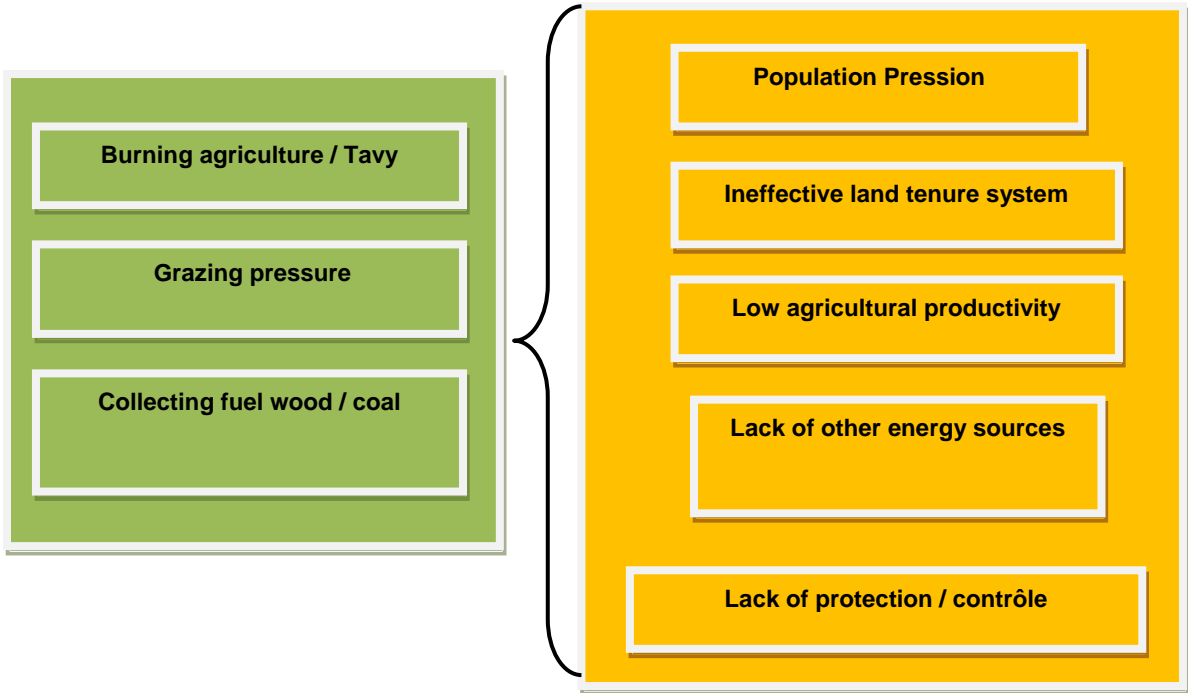 Burning agriculture / Tavy
Grazing pressure
Collecting fuel wood / coal
Population Pression
Ineffective land tenure system
Low agricultural productivity
Lack of other energy sources
Lack of protection / contrôle